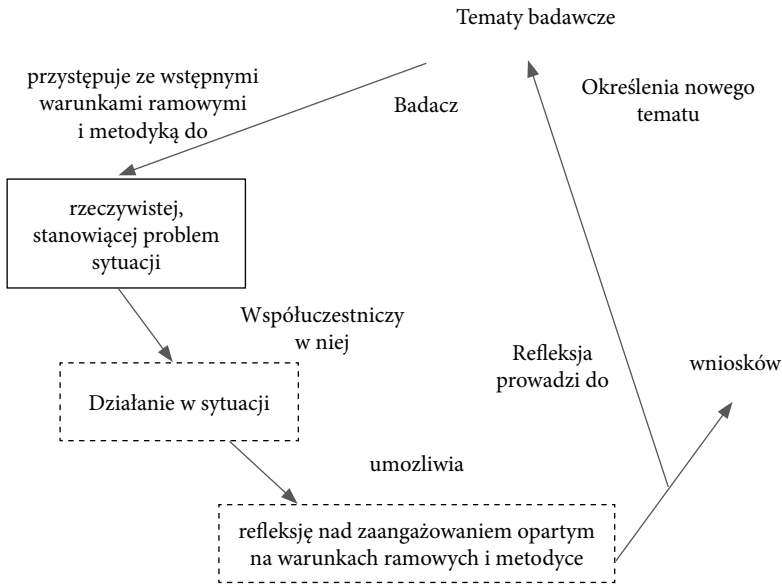 Tematy badawcze
przystępuje ze wstępnymi
warunkami ramowymi
i metodyką do
Badacz
Określenia nowego
tematu
rzeczywistej,
stanowiącej problem
sytuacji
Współuczestniczy
w niej
Refleksja
prowadzi do
wniosków
Działanie w sytuacji
umozliwia
refleksję nad zaangażowaniem opartym
na warunkach ramowych i metodyce